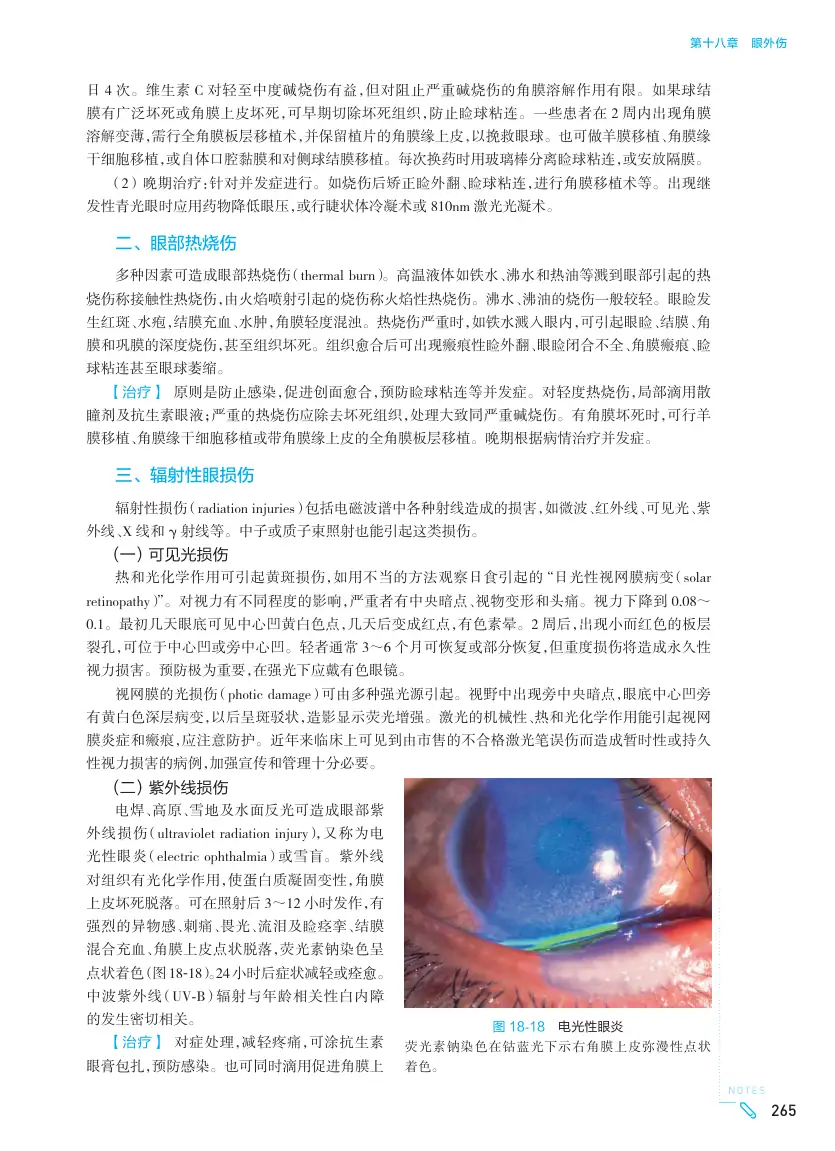 第十八章 眼外伤
日 4 次。维生素 C 对轻至中度碱烧伤有益,但对阻止严重碱烧伤的角膜溶解作用有限。如果球结
膜有广泛坏死或角膜上皮坏死,可早期切除坏死组织,防止睑球粘连。一些患者在 2 周内出现角膜
溶解变薄,需行全角膜板层移植术,并保留植片的角膜缘上皮,以挽救眼球。也可做羊膜移植、角膜缘
干细胞移植,或自体口腔黏膜和对侧球结膜移植。每次换药时用玻璃棒分离睑球粘连,或安放隔膜。
(2)晚期治疗:针对并发症进行。如烧伤后矫正睑外翻、睑球粘连,进行角膜移植术等。出现继
发性青光眼时应用药物降低眼压,或行睫状体冷凝术或 810nm 激光光凝术。
二、眼部热烧伤
多种因素可造成眼部热烧伤(thermal burn)。高温液体如铁水、沸水和热油等溅到眼部引起的热
烧伤称接触性热烧伤,由火焰喷射引起的烧伤称火焰性热烧伤。沸水、沸油的烧伤一般较轻。眼睑发
生红斑、水疱,结膜充血、水肿,角膜轻度混浊。热烧伤严重时,如铁水溅入眼内,可引起眼睑、结膜、角
膜和巩膜的深度烧伤,甚至组织坏死。组织愈合后可出现瘢痕性睑外翻、眼睑闭合不全、角膜瘢痕、睑
球粘连甚至眼球萎缩。
【治疗】 原则是防止感染,促进创面愈合,预防睑球粘连等并发症。对轻度热烧伤,局部滴用散
瞳剂及抗生素眼液;严重的热烧伤应除去坏死组织,处理大致同严重碱烧伤。有角膜坏死时,可行羊
膜移植、角膜缘干细胞移植或带角膜缘上皮的全角膜板层移植。晚期根据病情治疗并发症。
三、辐射性眼损伤
辐射性损伤(radiation injuries)包括电磁波谱中各种射线造成的损害,如微波、红外线、可见光、紫
外线、X 线和 γ 射线等。中子或质子束照射也能引起这类损伤。
(一)可见光损伤
热和光化学作用可引起黄斑损伤,如用不当的方法观察日食引起的“日光性视网膜病变(solar
retinopathy)”。对视力有不同程度的影响,严重者有中央暗点、视物变形和头痛。视力下降到 0.08~
0.1。最初几天眼底可见中心凹黄白色点,几天后变成红点,有色素晕。2 周后,出现小而红色的板层
裂孔,可位于中心凹或旁中心凹。轻者通常 3~6 个月可恢复或部分恢复,但重度损伤将造成永久性
视力损害。预防极为重要,在强光下应戴有色眼镜。
视网膜的光损伤(photic damage)可由多种强光源引起。视野中出现旁中央暗点,眼底中心凹旁
有黄白色深层病变,以后呈斑驳状,造影显示荧光增强。激光的机械性、热和光化学作用能引起视网
膜炎症和瘢痕,应注意防护。近年来临床上可见到由市售的不合格激光笔误伤而造成暂时性或持久
性视力损害的病例,加强宣传和管理十分必要。
(二)紫外线损伤
电焊、高原、雪地及水面反光可造成眼部紫
外线损伤(ultraviolet radiation injury),又称为电
光性眼炎(electric ophthalmia)或雪盲。紫外线
对组织有光化学作用,使蛋白质凝固变性,角膜
上皮坏死脱落。可在照射后 3~12 小时发作,有
强烈的异物感、刺痛、畏光、流泪及睑痉挛、结膜
混合充血、角膜上皮点状脱落,荧光素钠染色呈
点状着色(图18-18)。24小时后症状减轻或痊愈。
中波紫外线(UV-B)辐射与年龄相关性白内障
的发生密切相关。
【治疗】 对症处理,减轻疼痛,可涂抗生素
眼膏包扎,预防感染。也可同时滴用促进角膜上
图 18-18 电光性眼炎
荧光素钠染色在钴蓝光下示右角膜上皮弥漫性点状
着色。
NOTES
265